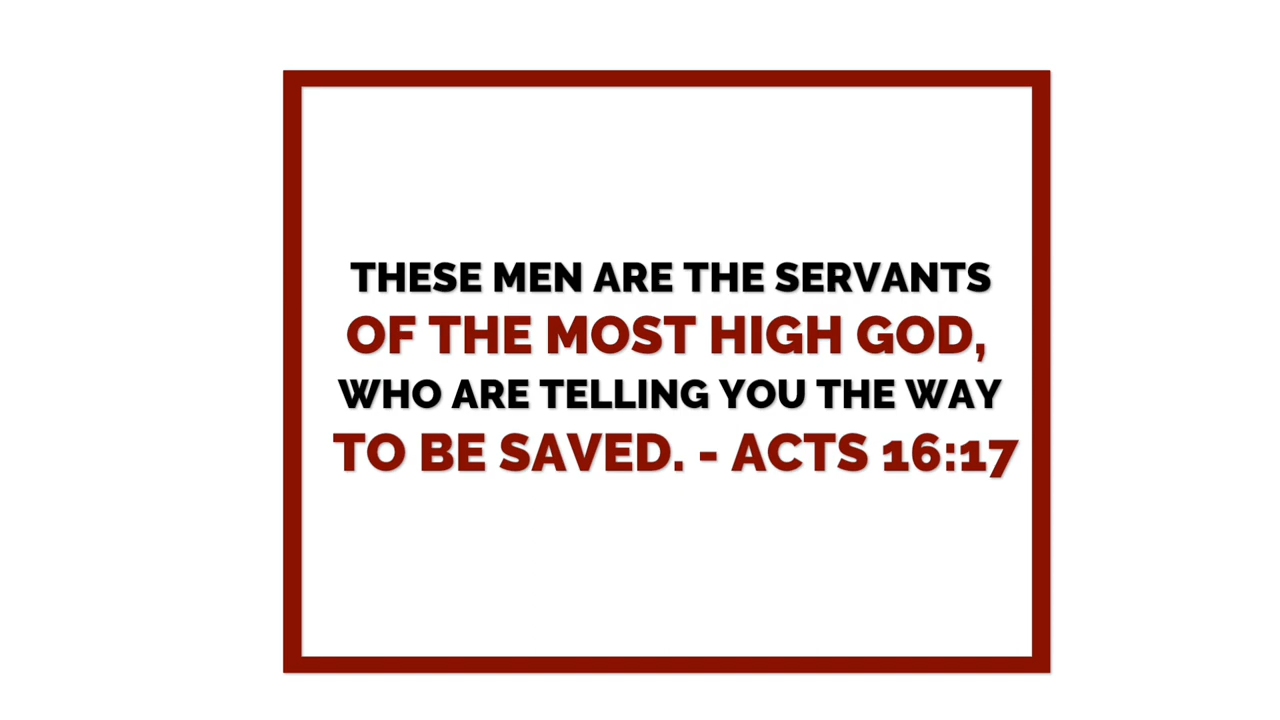 THESE MEN ARE THE SERVANTS
OF THE MOST HIGH GOD,
WHO ARE TELLING YOU THE WAY
TO BE SAVED. - ACTS 16:17